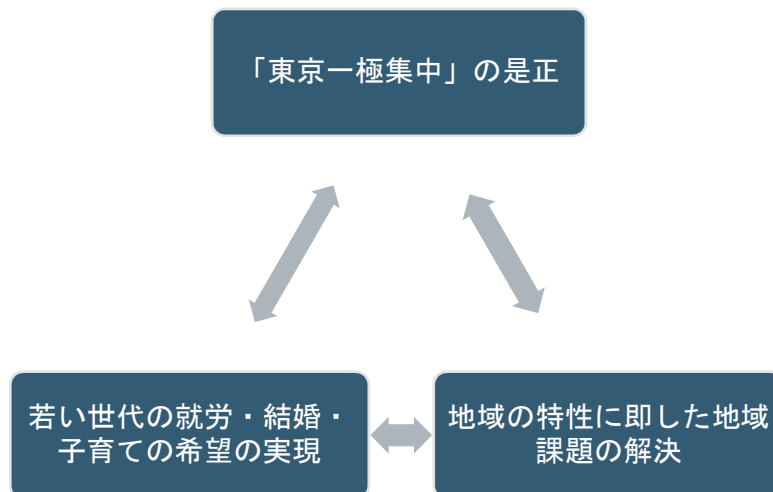 「東京一極集中」の是正
若い世代の就労・結婚・
子育ての希望の実現
地域の特性に即した地域
課題の解決